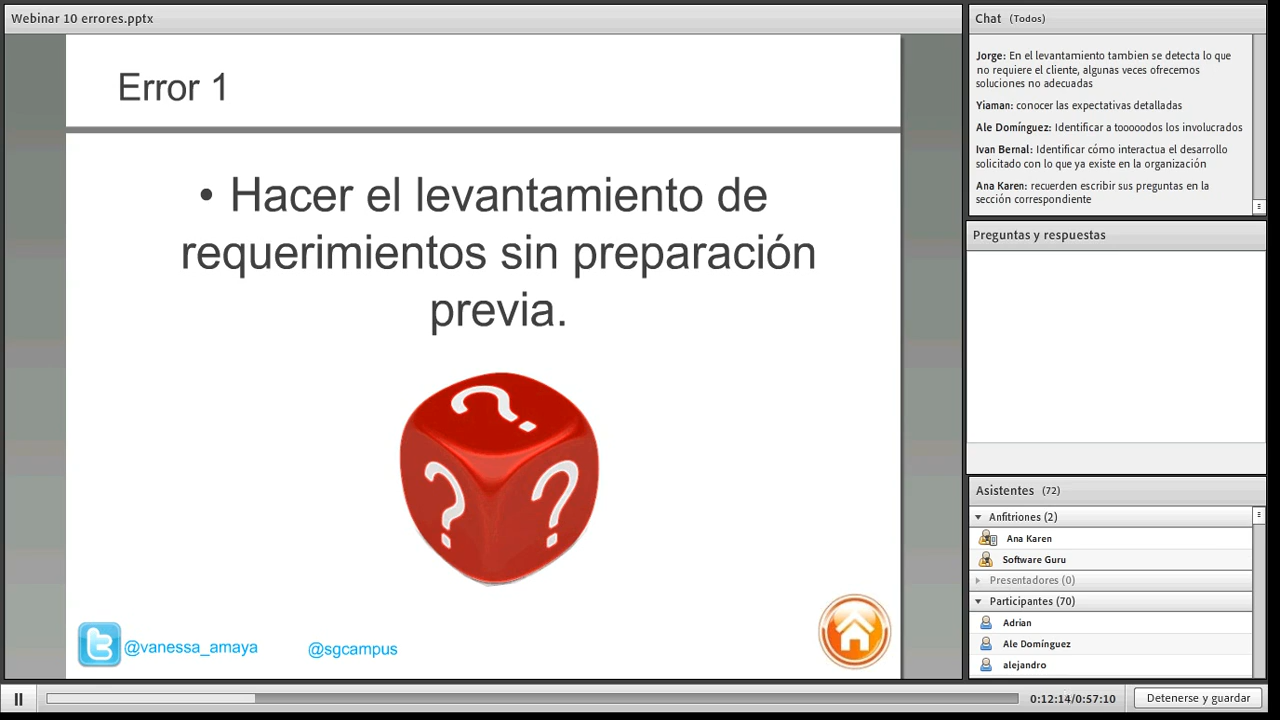 Webinar 10 errores.pptx
Error 1
• Hacer el levantamiento de
requerimientos sin preparación
previa.
? ? ?
@vanessa_amaya @sgcampus
Chat (Todos)
Jorge: En el levantamiento tambien se detecta lo que
no requiere el cliente, algunas veces ofrecemos
soluciones no adecuadas
Yiaman: conocer las expectativas detalladas
Ale Domínguez: Identificar a tooooodos los involucrados
Ivan Bernal: Identificar cómo interactua el desarrollo
solicitado con lo que ya existe en la organización
Ana Karen: recuerden escribir sus preguntas en la
sección correspondiente
Preguntas y respuestas
Asistentes (72)
Anfitriones (2)
Ana Karen
Software Guru
Presentadores (0)
Participantes (70)
Adrian
Ale Domínguez
alejandro
0:12:14/0:57:10
Detenerse y guardar